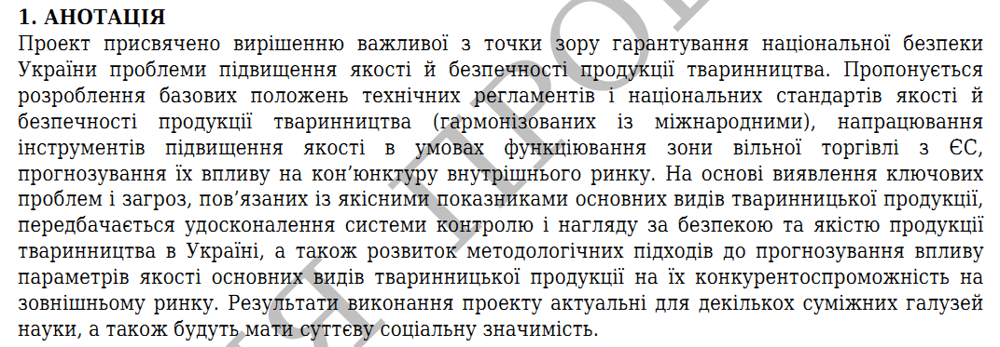 1. АНОТАЦІЯ
Проект присвячено вирішенню важливої з точки зору гарантування національної безпеки
України проблеми підвищення якості й безпечності продукції тваринництва. Пропонується
розроблення базових положень технічних регламентів і національних стандартів якості й
безпечності продукції тваринництва (гармонізованих із міжнародними), напрацювання
інструментів підвищення якості в умовах функціювання зони вільної торгівлі з ЄС,
прогнозування їх впливу на кон’юнктуру внутрішнього ринку. На основі виявлення ключових
проблем і загроз, пов’язаних із якісними показниками основних видів тваринницької продукції,
передбачається удосконалення системи контролю і нагляду за безпекою та якістю продукції
тваринництва в Україні, а також розвиток методологічних підходів до прогнозування впливу
параметрів якості основних видів тваринницької продукції на їх конкурентоспроможність на
зовнішньому ринку. Результати виконання проекту актуальні для декількох суміжних галузей
науки, а також будуть мати суттєву соціальну значимість.